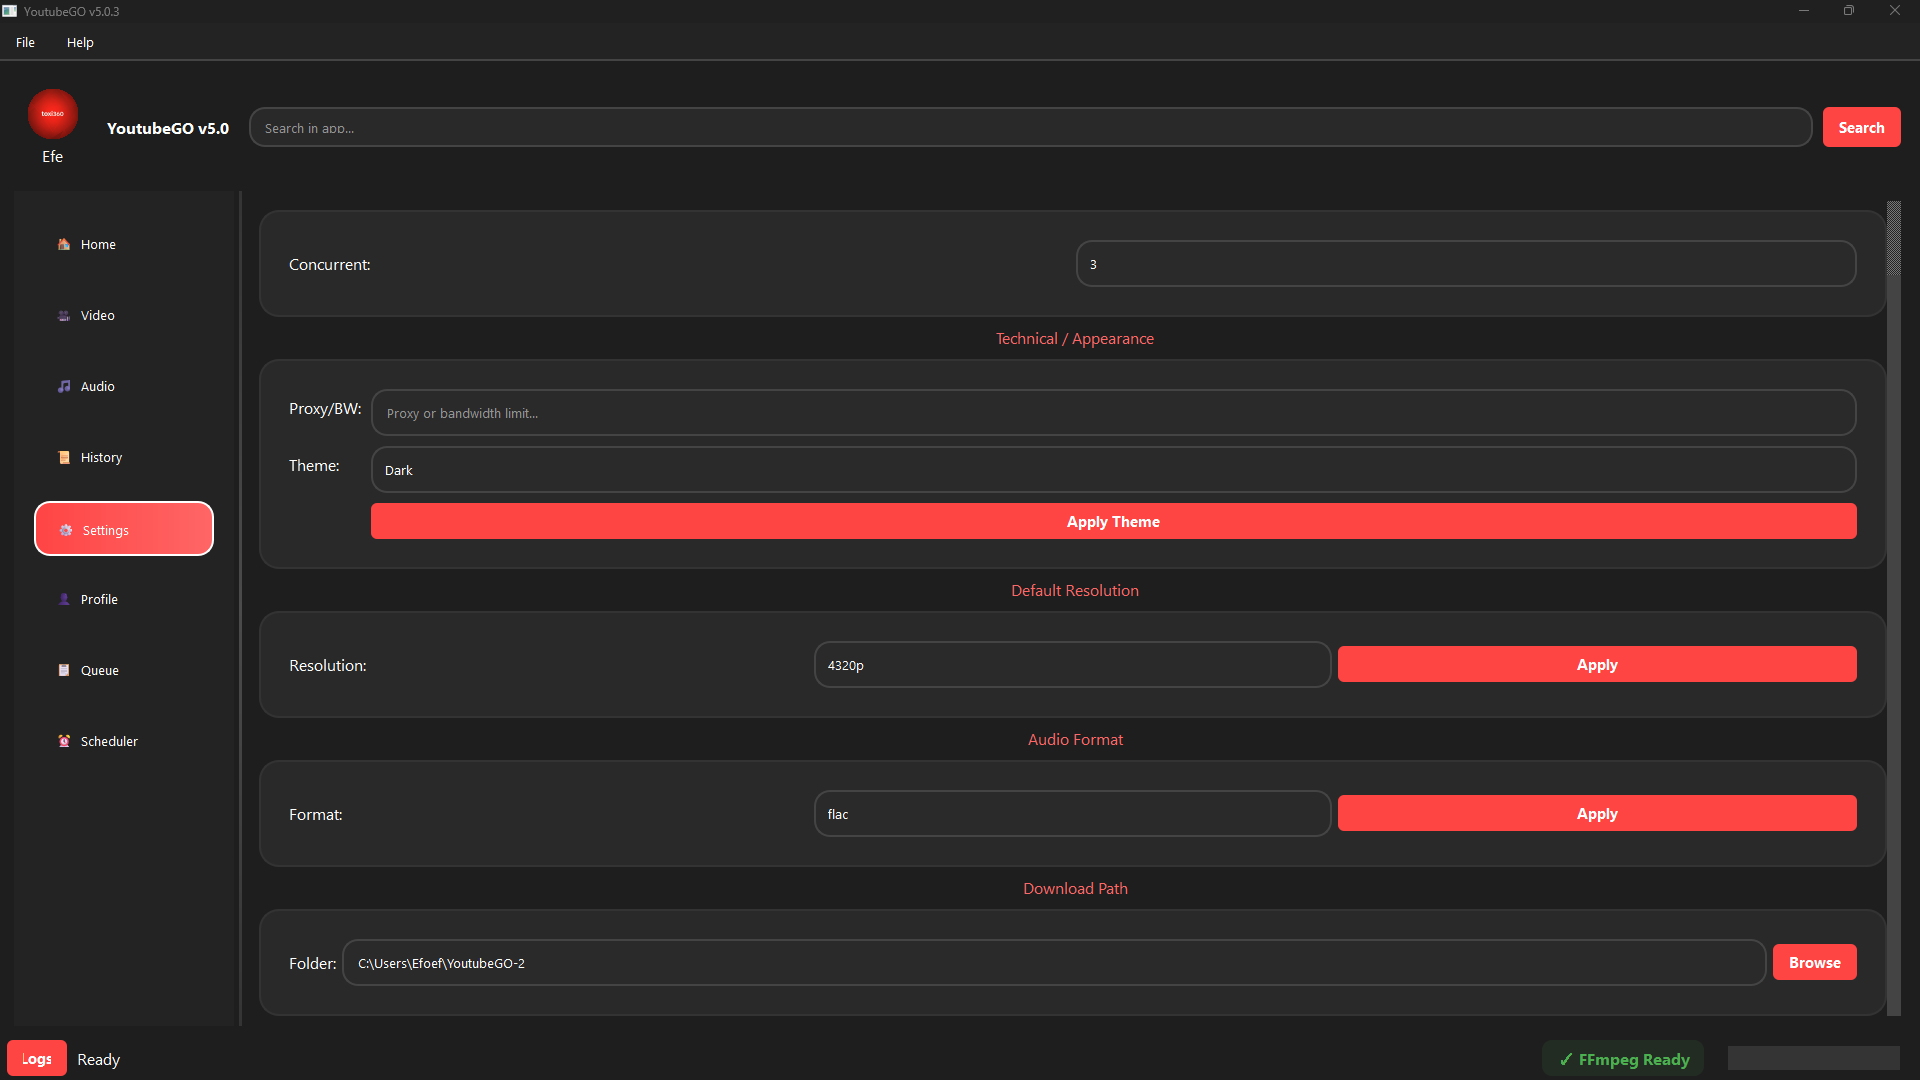 YoutubeGO v5.0.3
File Help
toxi360
Efe
YoutubeGO v5.0
Search in app...
Search
Home
Video
Audio
History
Settings
Profile
Queue
Scheduler
Concurrent: 3
Technical / Appearance
Proxy/BW: Proxy or bandwidth limit...
Theme: Dark
Apply Theme
Default Resolution
Resolution: 4320p Apply
Audio Format
Format: flac Apply
Download Path
Folder: C:\Users\Efoef\YoutubeGO-2 Browse
Logs Ready
✓ FFmpeg Ready